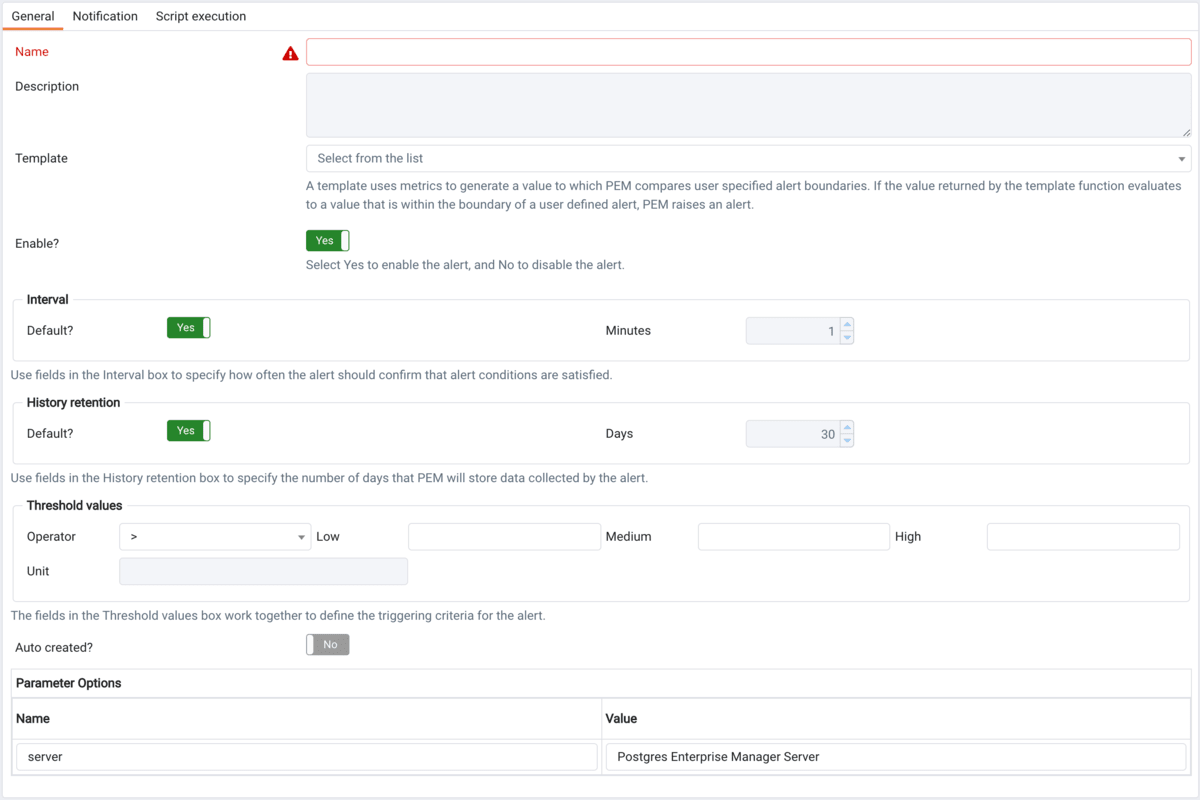 General Notification Script execution
Name
Description
Template Select from the list
A template uses metrics to generate a value to which PEM compares user specified alert boundaries. If the value returned by the template function evaluates
to a value that is within the boundary of a user defined alert, PEM raises an alert.
Enable? Yes
Select Yes to enable the alert, and No to disable the alert.
Interval
Default? Yes Minutes 1
Use fields in the Interval box to specify how often the alert should confirm that alert conditions are satisfied.
History retention
Default? Yes Days 30
Use fields in the History retention box to specify the number of days that PEM will store data collected by the alert.
Threshold values
Operator > Low Medium High
Unit
The fields in the Threshold values box work together to define the triggering criteria for the alert.
Auto created? No
Parameter Options
Name Value
server Postgres Enterprise Manager Server